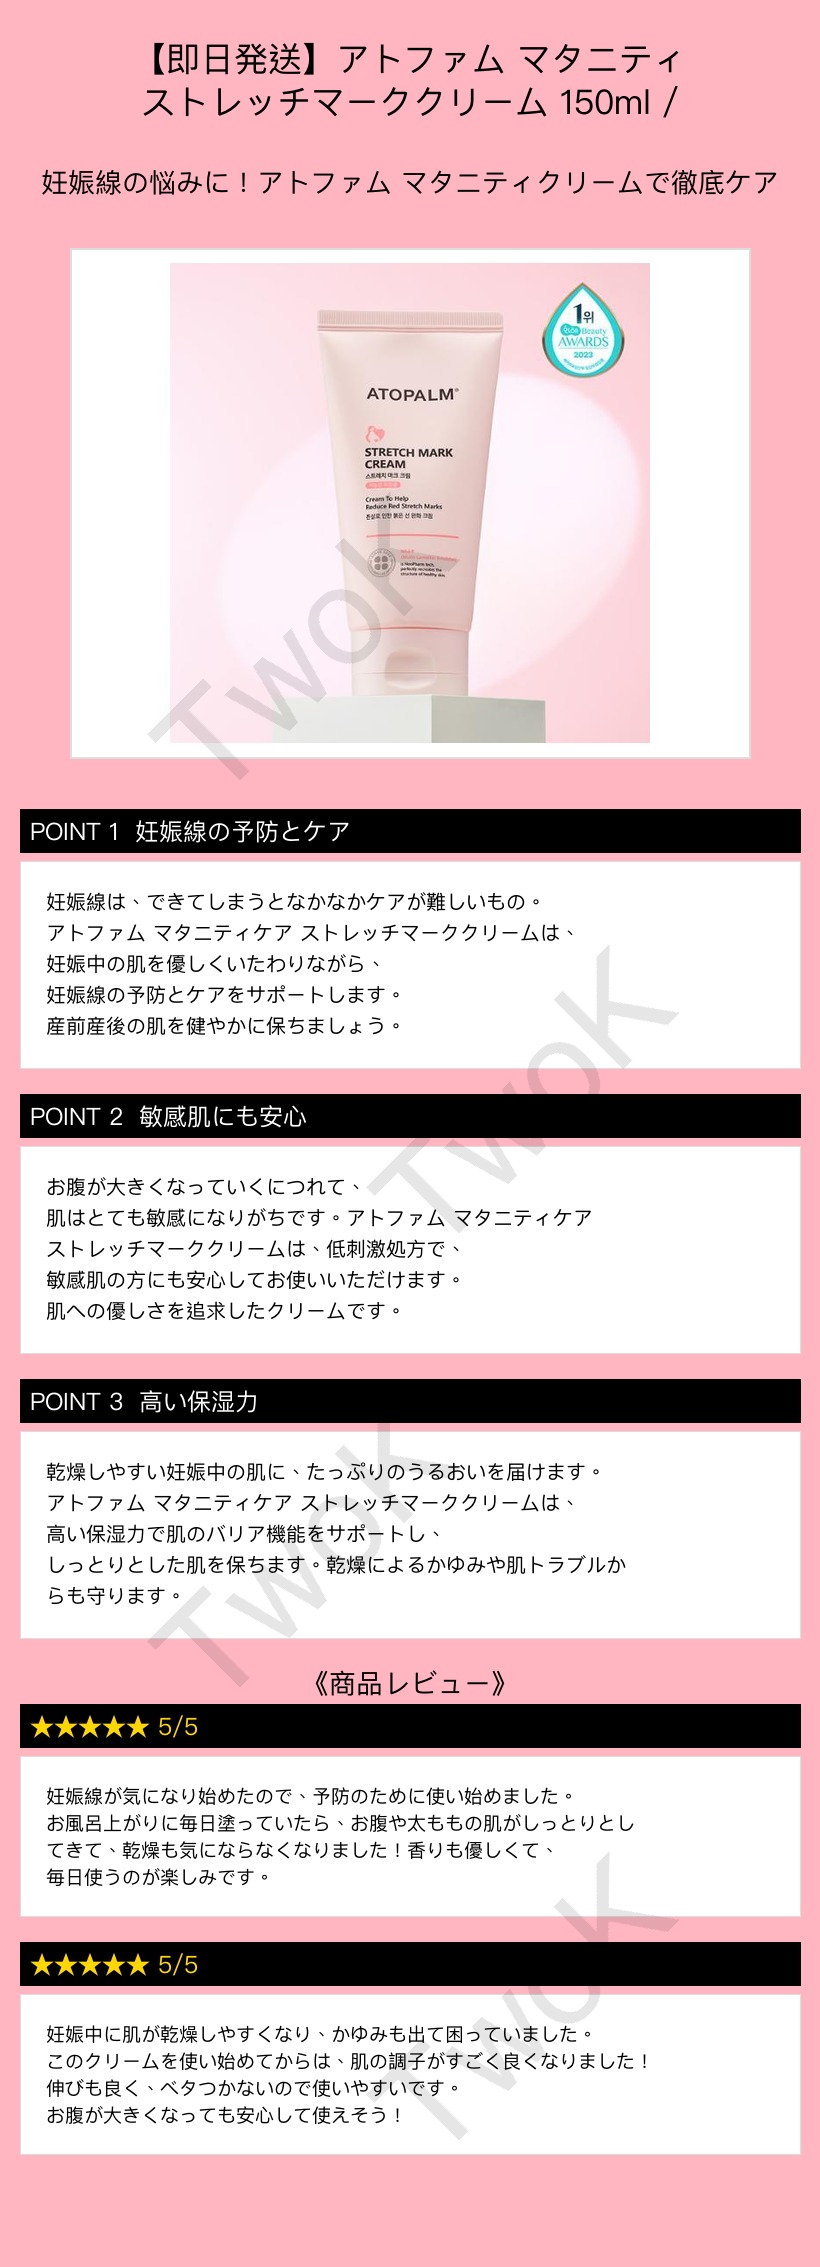 【即日発送】アトファム マタニティ
ストレッチマーククリーム 150ml /
妊娠線の悩みに！アトファム マタニティクリームで徹底ケア
1위
Beauty
AWARDS
2023
ATOPALM
STRETCH MARK
CREAM
스트레치 마크 크림
Cream To Help
Reduce Red Stretch Marks
튼살로 인한 붉은 선 완화 크림
is NeoPharm tech,
perfectly recreates the
structure of healthy skin.
TwoK
POINT 1 妊娠線の予防とケア
妊娠線は、できてしまうとなかなかケアが難しいもの。
アトファム マタニティケア ストレッチマーククリームは、
妊娠中の肌を優しくいたわりながら、
妊娠線の予防とケアをサポートします。
産前産後の肌を健やかに保ちましょう。
TwoK
POINT 2 敏感肌にも安心
お腹が大きくなっていくにつれて、
肌はとても敏感になりがちです。アトファム マタニティケア
ストレッチマーククリームは、低刺激処方で、
敏感肌の方にも安心してお使いいただけます。
肌への優しさを追求したクリームです。
POINT 3 高い保湿力
乾燥しやすい妊娠中の肌に、たっぷりのうるおいを届けます。
アトファム マタニティケア ストレッチマーククリームは、
高い保湿力で肌のバリア機能をサポートし、
しっとりとした肌を保ちます。乾燥によるかゆみや肌トラブルか
らも守ります。
TwoK
《商品レビュー》
★★★★★ 5/5
妊娠線が気になり始めたので、予防のために使い始めました。
お風呂上がりに毎日塗っていたら、お腹や太ももの肌がしっとりとし
てきて、乾燥も気にならなくなりました！香りも優しくて、
毎日使うのが楽しみです。
TwoK
★★★★★ 5/5
妊娠中に肌が乾燥しやすくなり、かゆみも出て困っていました。
このクリームを使い始めてからは、肌の調子がすごく良くなりました！
伸びも良く、ベタつかないので使いやすいです。
お腹が大きくなっても安心して使えそう！